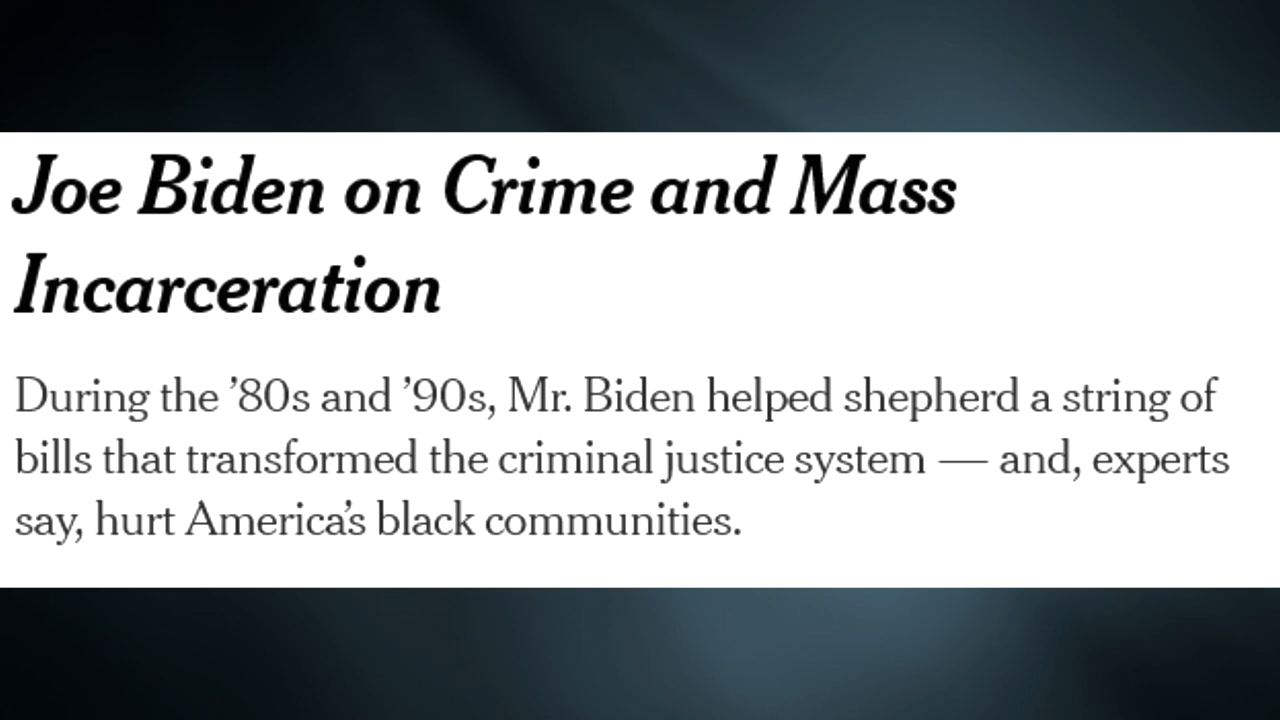 Joe Biden on Crime and Mass
Incarceration
During the ’80s and ’90s, Mr. Biden helped shepherd a string of
bills that transformed the criminal justice system — and, experts
say, hurt America’s black communities.